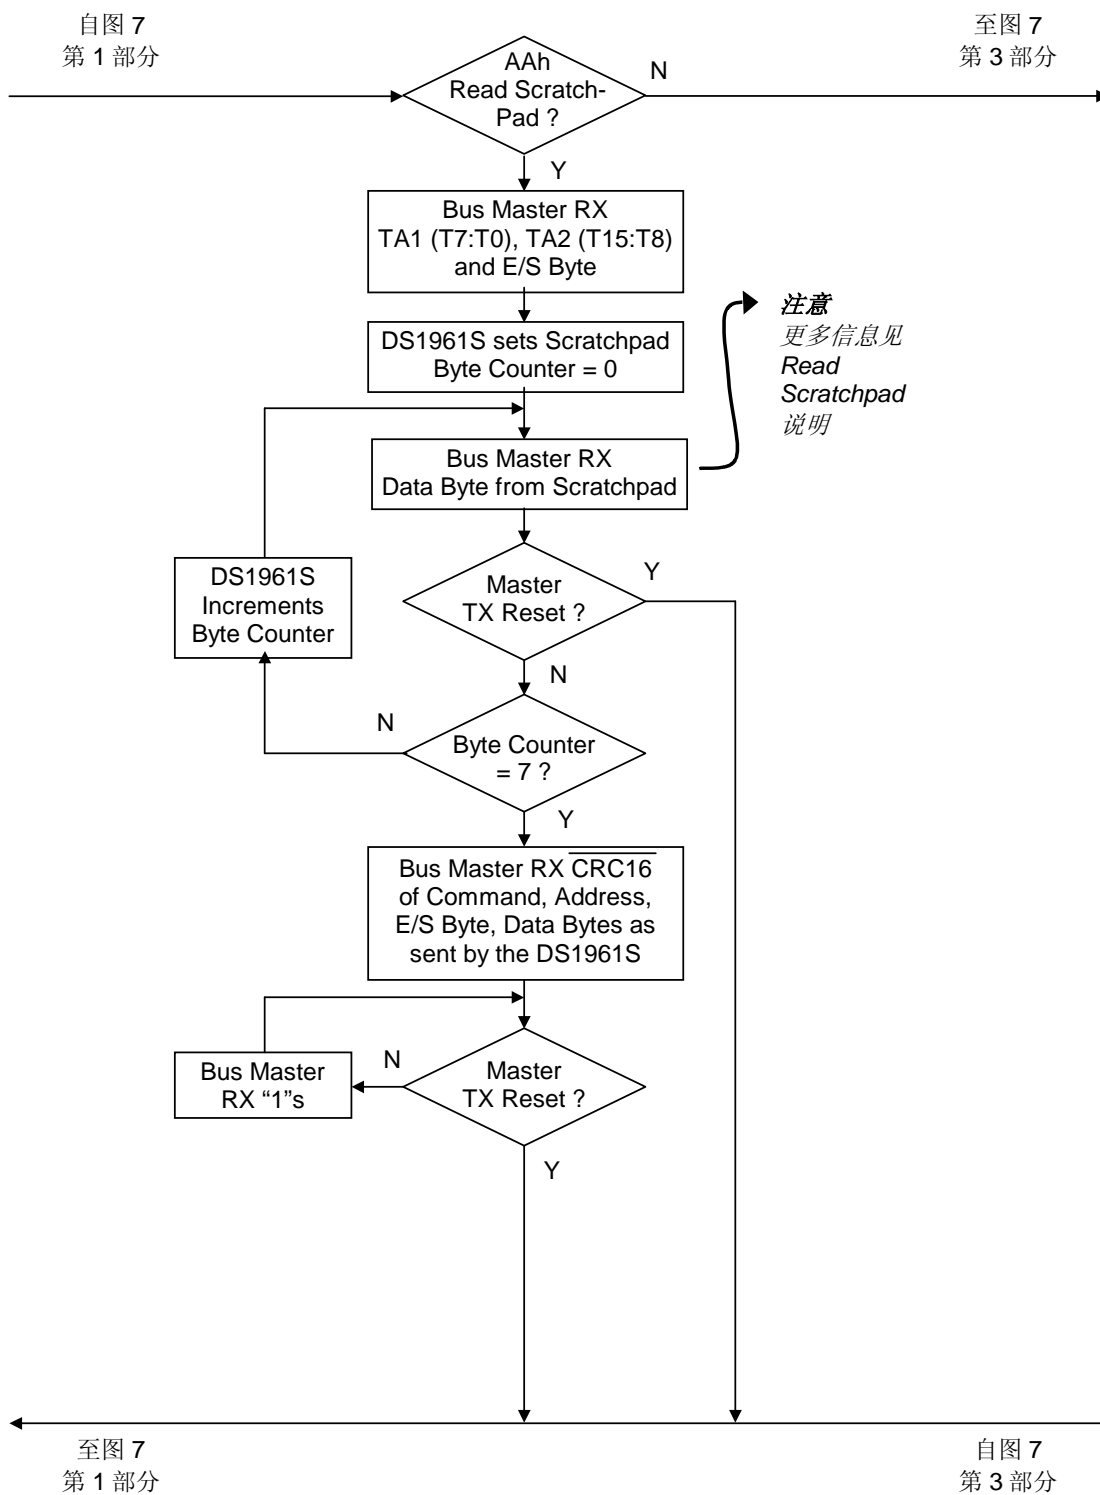 自图 7
第 1 部分
至图 7
第 3 部分
AAh
Read Scratch-
Pad ?
N
Y
Bus Master RX
TA1 (T7:T0), TA2 (T15:T8)
and E/S Byte
DS1961S sets Scratchpad
Byte Counter = 0
注意
更多信息见
Read
Scratchpad
说明
Bus Master RX
Data Byte from Scratchpad
DS1961S
Increments
Byte Counter
Master
TX Reset ?
Y
N
N
Byte Counter
= 7 ?
Y
Bus Master RX CRC16
of Command, Address,
E/S Byte, Data Bytes as
sent by the DS1961S
Bus Master
RX “1”s
N
Master
TX Reset ?
Y
至图 7
第 1 部分
自图 7
第 3 部分